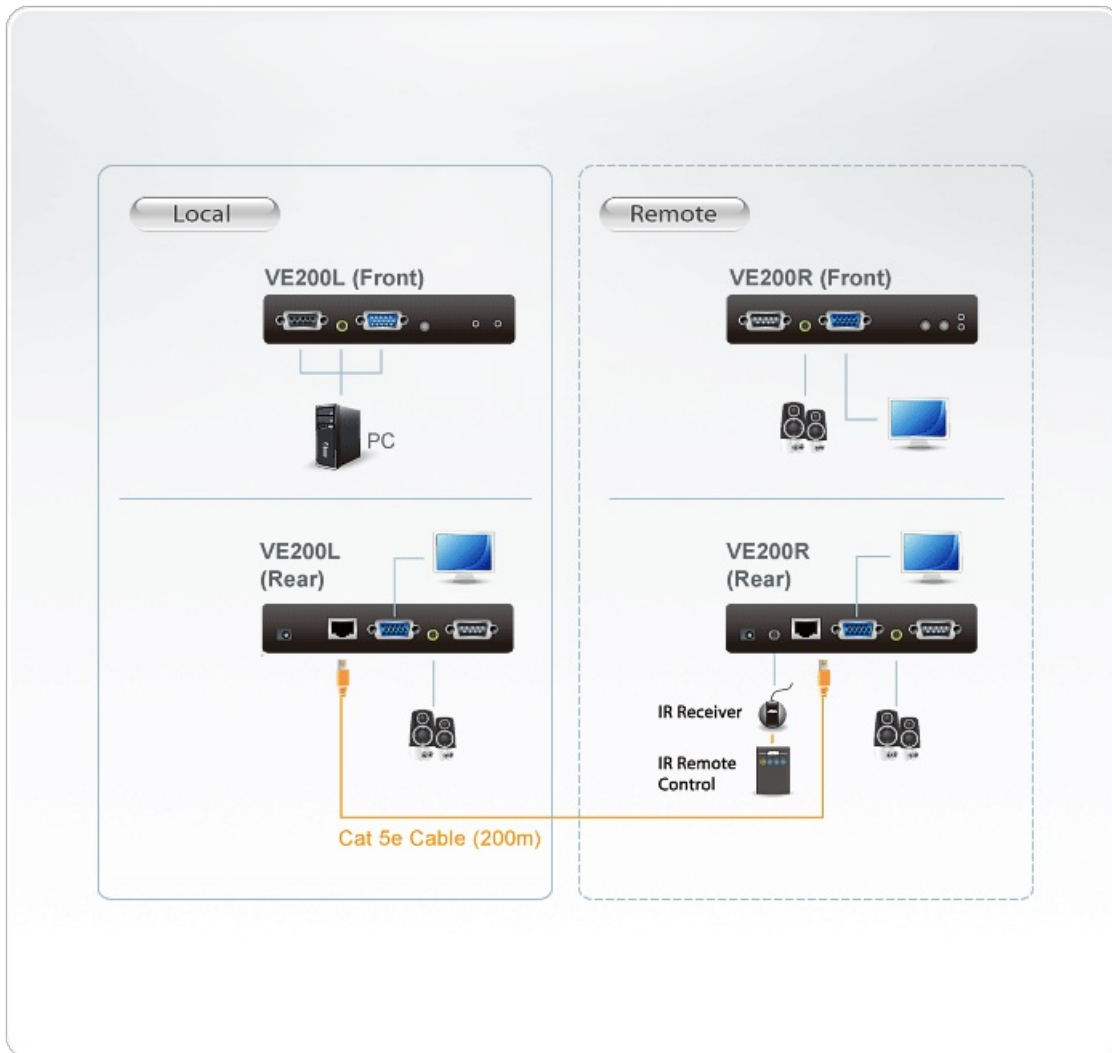 Local
Remote
VE200L (Front)
PC
VE200R (Front)
VE200L
(Rear)
VE200R
(Rear)
IR Receiver
IR Remote
Control
Cat 5e Cable (200m)